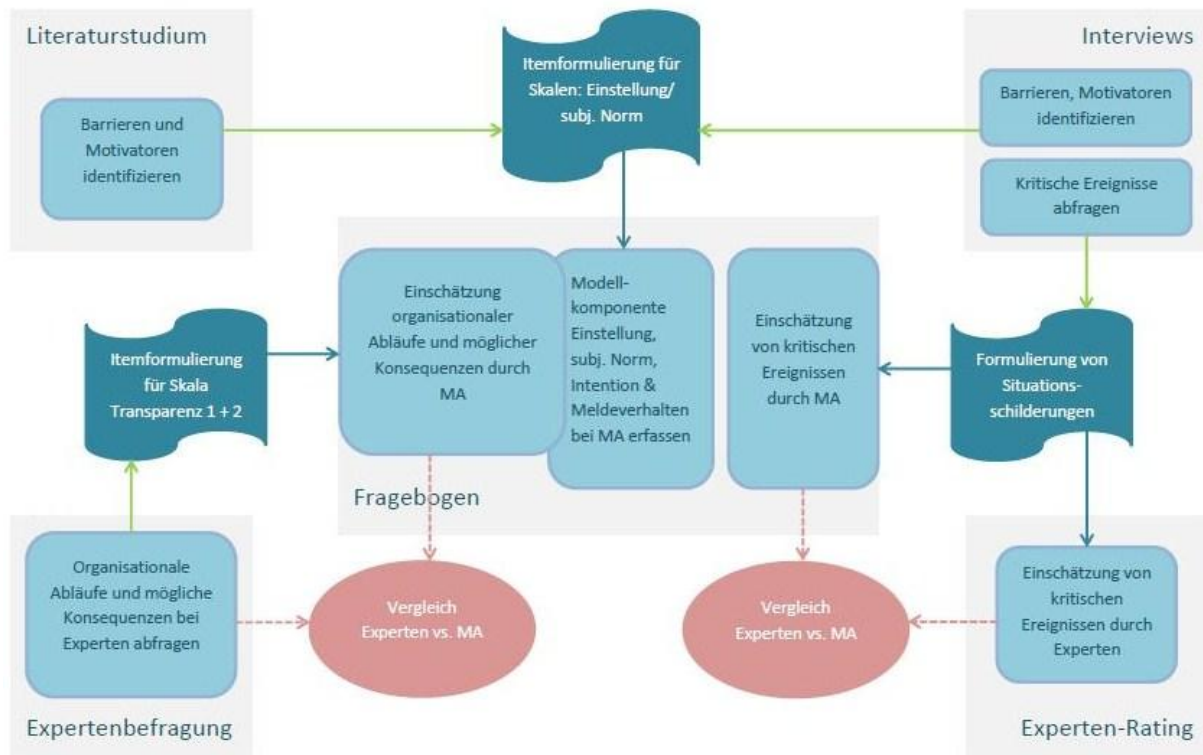 Literaturstudium
Barrieren und
Motivatoren
identifizieren
Itemformulierung für
Skalen: Einstellung/
subj. Norm
Interviews
Barrieren, Motivatoren
identifizieren
Kritische Ereignisse
abfragen
Itemformulierung
für Skala
Transparenz 1 + 2
Einschätzung
organisationaler
Abläufe und möglicher
Konsequenzen durch
MA
Modell-
komponente
Einstellung,
subj. Norm,
Intention &
Meldeverhalten
bei MA erfassen
Einschätzung
von kritischen
Ereignissen
durch MA
Formulierung von
Situations-
schilderungen
Fragebogen
Organisationale
Abläufe und mögliche
Konsequenzen bei
Experten abfragen
Expertenbefragung
Vergleich
Experten vs. MA
Vergleich
Experten vs. MA
Einschätzung von
kritischen
Ereignissen durch
Experten
Experten-Rating